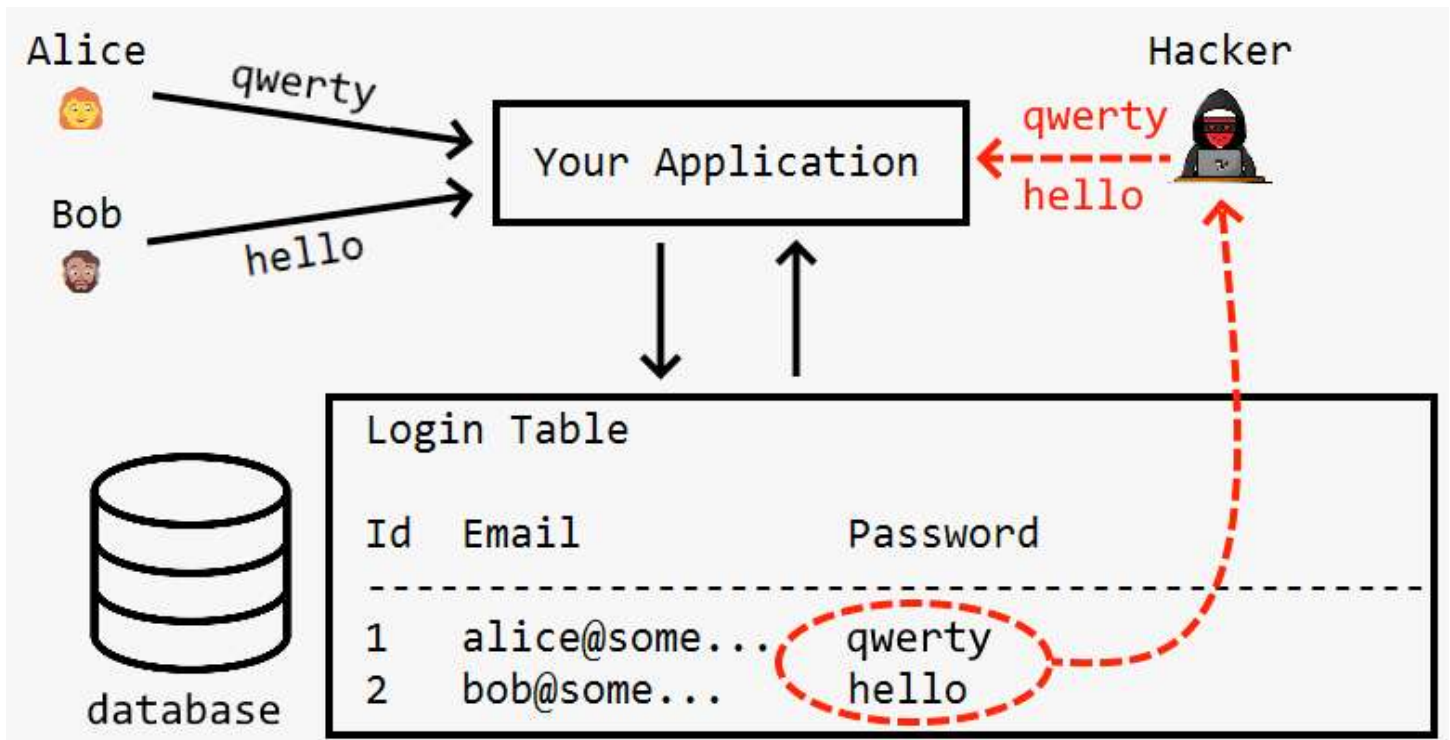 Alice
qwerty
Bob
hello
Your Application
Hacker
qwerty
hello
Login Table
Id Email Password
--------------------------------------------
1 alice@some... qwerty
2 bob@some... hello
database